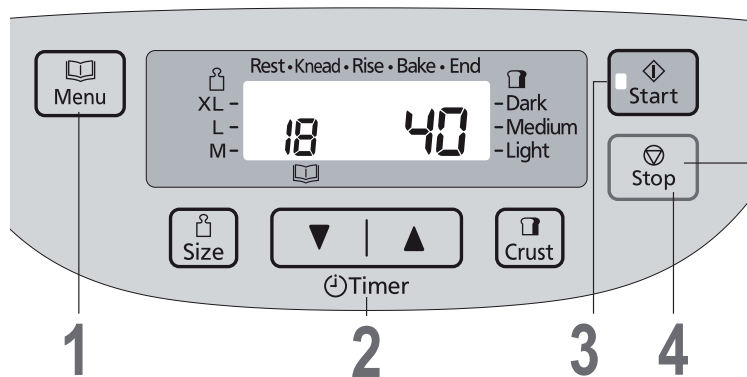 Menu
Rest • Knead • Rise • Bake • End
XL –
L –
M –
18
40
– Dark
– Medium
– Light
Start
Stop
Size
Timer
Crust
1
2
3
4